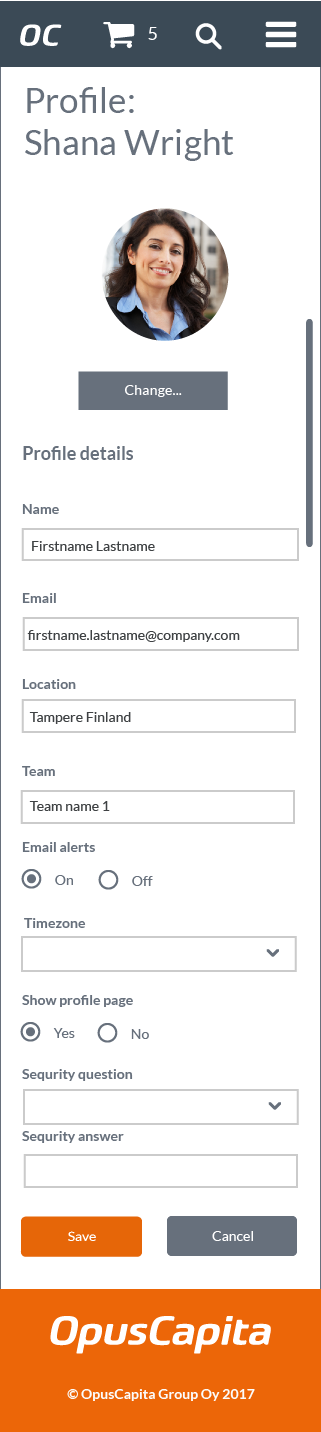 OC 5
Profile:
Shana Wright
Change...
Profile details
Name
Firstname Lastname
Email
firstname.lastname@company.com
Location
Tampere Finland
Team
Team name 1
Email alerts
On Off
Timezone
Show profile page
Yes No
Sequrity question
Sequrity answer
Save Cancel
OpusCapita
© OpusCapita Group Oy 2017